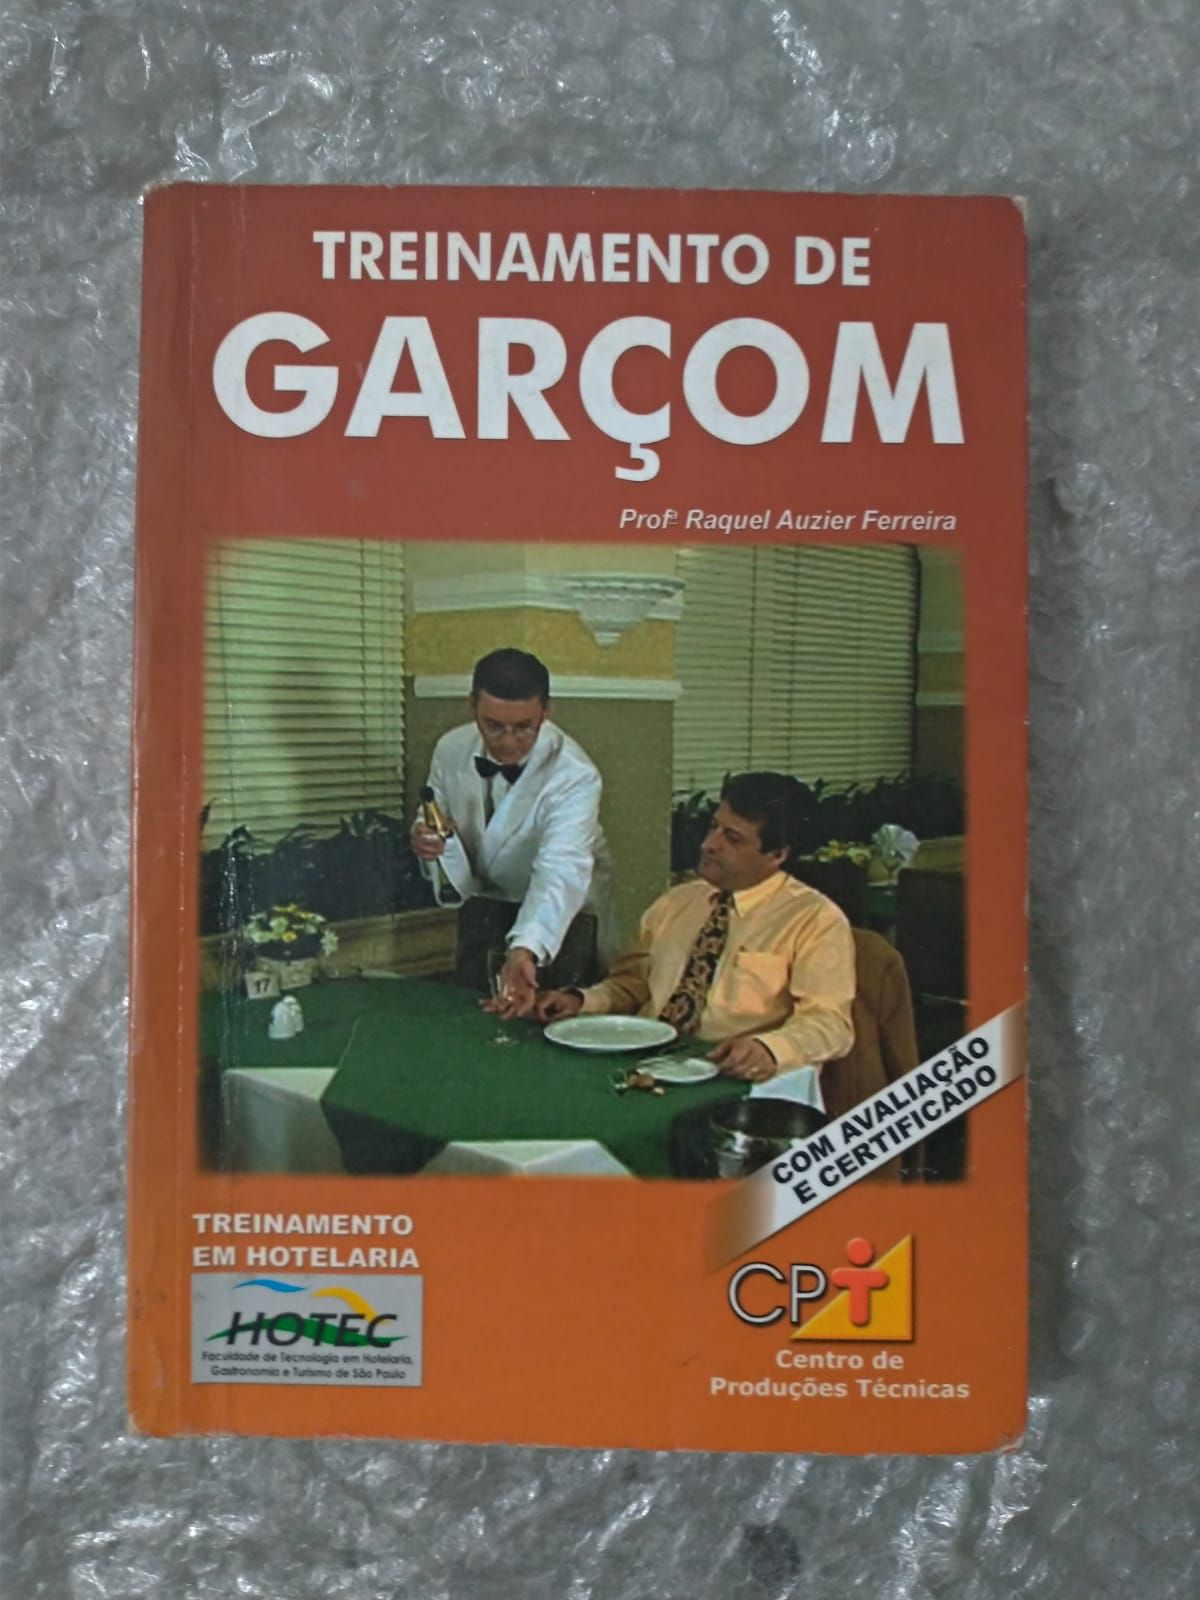 TREINAMENTO DE
GARÇOM
Profª Raquel Auzier Ferreira
17
COM AVALIAÇÃO
E CERTIFICADO
TREINAMENTO
EM HOTELARIA
HOTEC
Faculdade de Tecnologia em Hotelaria,
Gastronomia e Turismo de São Paulo
CPT
Centro de
Produções Técnicas